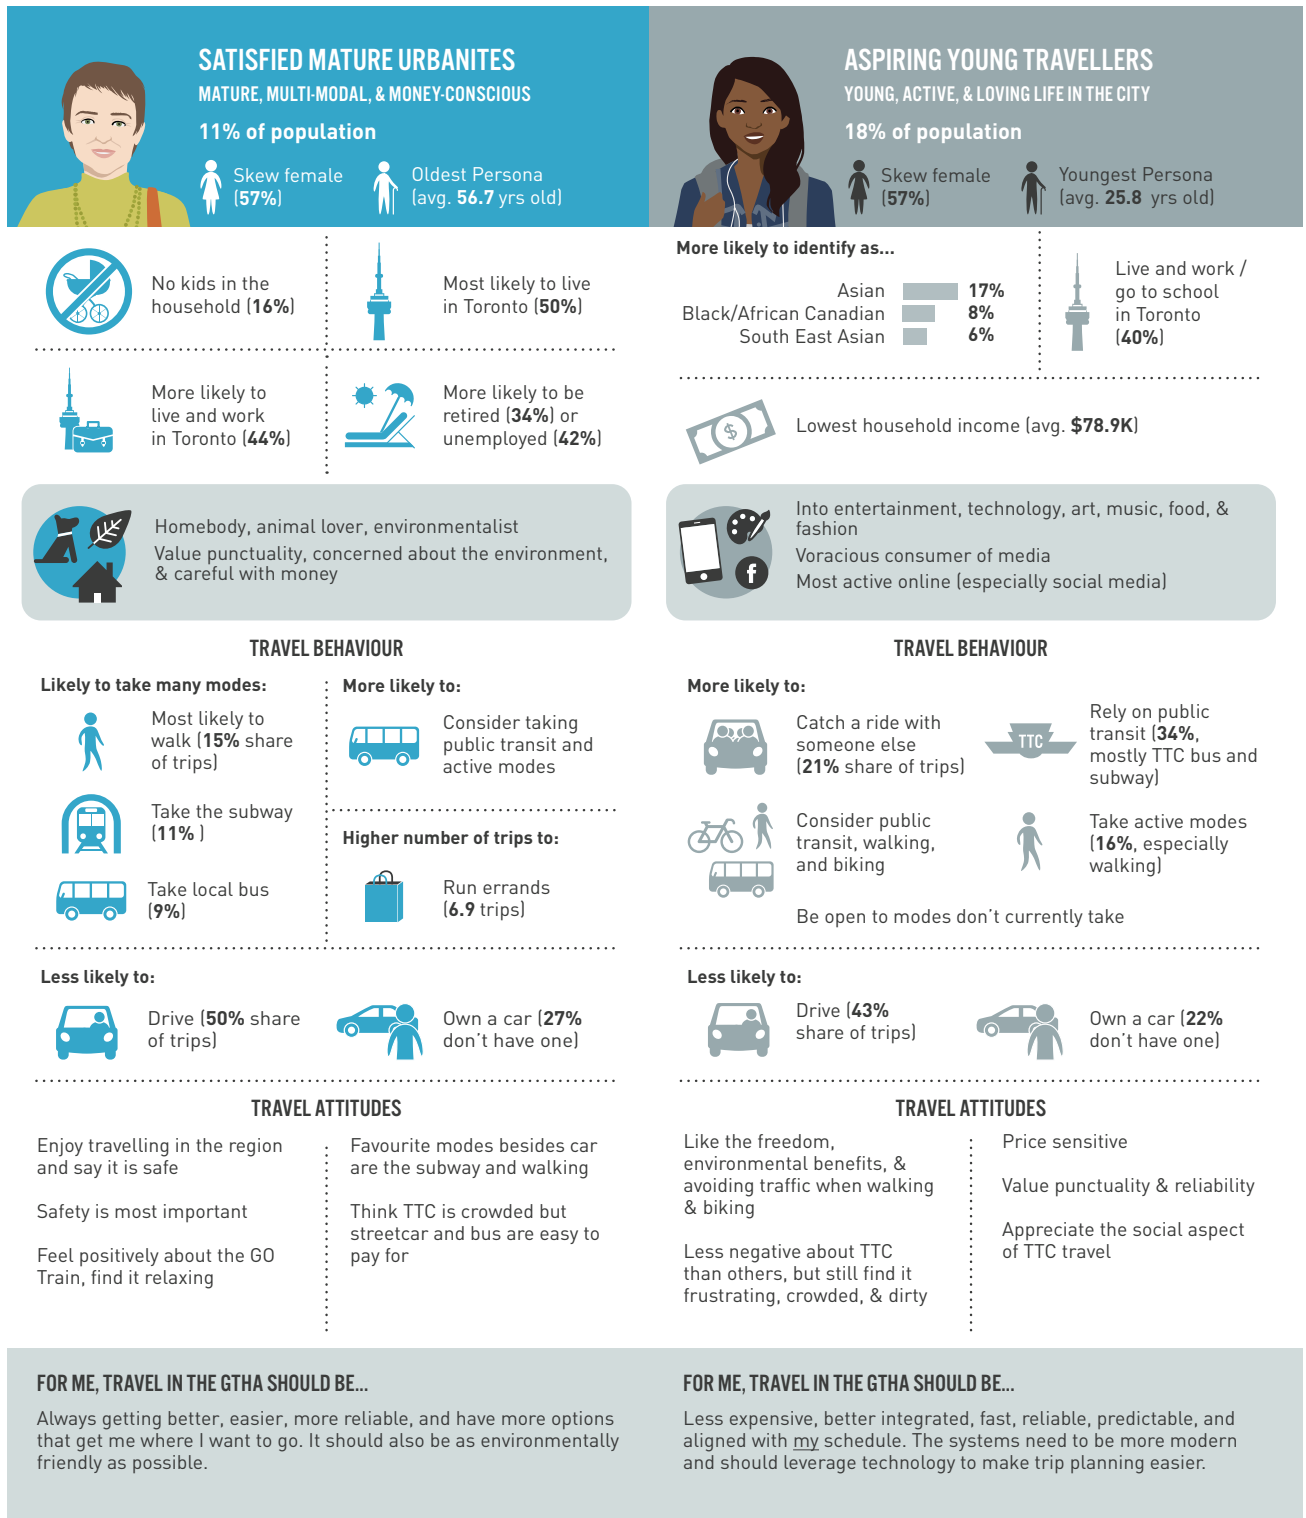 SATISFIED MATURE URBANITES
MATURE, MULTI-MODAL, & MONEY-CONSCIOUS
11% of population
Skew female
(57%)
Oldest Persona
(avg. 56.7 yrs old)
No kids in the
household (16%)
Most likely to live
in Toronto (50%)
More likely to
live and work
in Toronto (44%)
More likely to be
retired (34%) or
unemployed (42%)
Homebody, animal lover, environmentalist
Value punctuality, concerned about the environment,
& careful with money
TRAVEL BEHAVIOUR
Likely to take many modes:
Most likely to
walk (15% share
of trips)
Take the subway
(11% )
Take local bus
(9%)
More likely to:
Consider taking
public transit and
active modes
Higher number of trips to:
Run errands
(6.9 trips)
Less likely to:
Drive (50% share
of trips)
Own a car (27%
don't have one)
TRAVEL ATTITUDES
Enjoy travelling in the region
and say it is safe
Safety is most important
Feel positively about the GO
Train, find it relaxing
Favourite modes besides car
are the subway and walking
Think TTC is crowded but
streetcar and bus are easy to
pay for
FOR ME, TRAVEL IN THE GTHA SHOULD BE...
Always getting better, easier, more reliable, and have more options
that get me where I want to go. It should also be as environmentally
friendly as possible.
ASPIRING YOUNG TRAVELLERS
YOUNG, ACTIVE, & LOVING LIFE IN THE CITY
18% of population
Skew female
(57%)
Youngest Persona
(avg. 25.8 yrs old)
More likely to identify as...
Asian 17%
Black/African Canadian 8%
South East Asian 6%
Live and work /
go to school
in Toronto
(40%)
$
Lowest household income (avg. $78.9K)
f
Into entertainment, technology, art, music, food, &
fashion
Voracious consumer of media
Most active online (especially social media)
TRAVEL BEHAVIOUR
More likely to:
Catch a ride with
someone else
(21% share of trips)
TTC
Rely on public
transit (34%,
mostly TTC bus and
subway)
Consider public
transit, walking,
and biking
Take active modes
(16%, especially
walking)
Be open to modes don't currently take
Less likely to:
Drive (43%
share of trips)
Own a car (22%
don't have one)
TRAVEL ATTITUDES
Like the freedom,
environmental benefits, &
avoiding traffic when walking
& biking
Less negative about TTC
than others, but still find it
frustrating, crowded, & dirty
Price sensitive
Value punctuality & reliability
Appreciate the social aspect
of TTC travel
FOR ME, TRAVEL IN THE GTHA SHOULD BE...
Less expensive, better integrated, fast, reliable, predictable, and
aligned with my schedule. The systems need to be more modern
and should leverage technology to make trip planning easier.